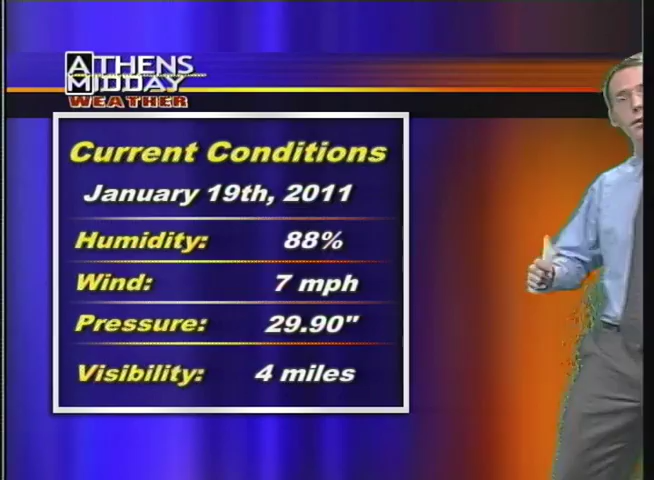 ATHENS
MIDDAY
WEATHER
Current Conditions
January 19th, 2011
Humidity: 88%
Wind: 7 mph
Pressure: 29.90"
Visibility: 4 miles